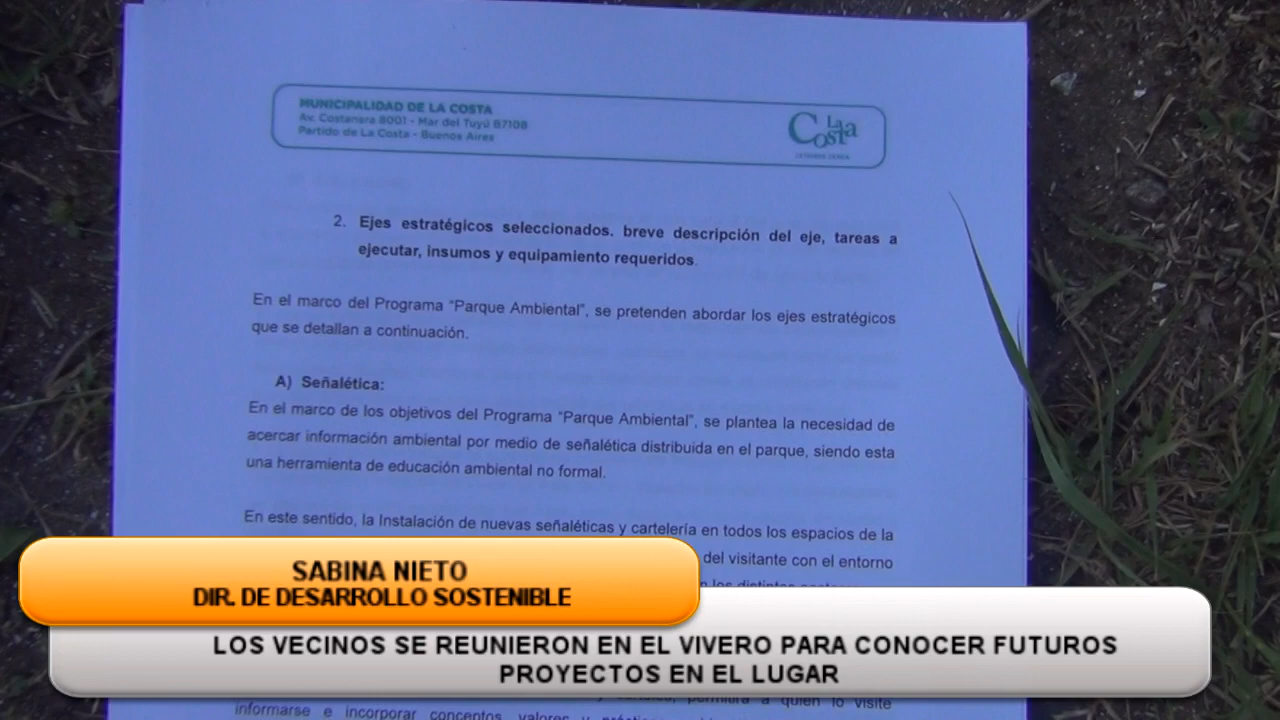 MUNICIPALIDAD DE LA COSTA
Av. Costanera 8001 - Mar del Tuyú B7108
Partido de La Costa - Buenos Aires
La Costa
2. Ejes estratégicos seleccionados. breve descripción del eje, tareas a
ejecutar, insumos y equipamiento requeridos.
En el marco del Programa “Parque Ambiental”, se pretenden abordar los ejes estratégicos
que se detallan a continuación.
A) Señalética:
En el marco de los objetivos del Programa “Parque Ambiental”, se plantea la necesidad de
acercar información ambiental por medio de señalética distribuida en el parque, siendo esta
una herramienta de educación ambiental no formal.
En este sentido, la Instalación de nuevas señaléticas y cartelería en todos los espacios de la
del visitante con el entorno
los distintos
SABINA NIETO
DIR. DE DESARROLLO SOSTENIBLE
LOS VECINOS SE REUNIERON EN EL VIVERO PARA CONOCER FUTUROS
PROYECTOS EN EL LUGAR
permitirá a quien lo visite
informarse e incorporar conceptos, valores y